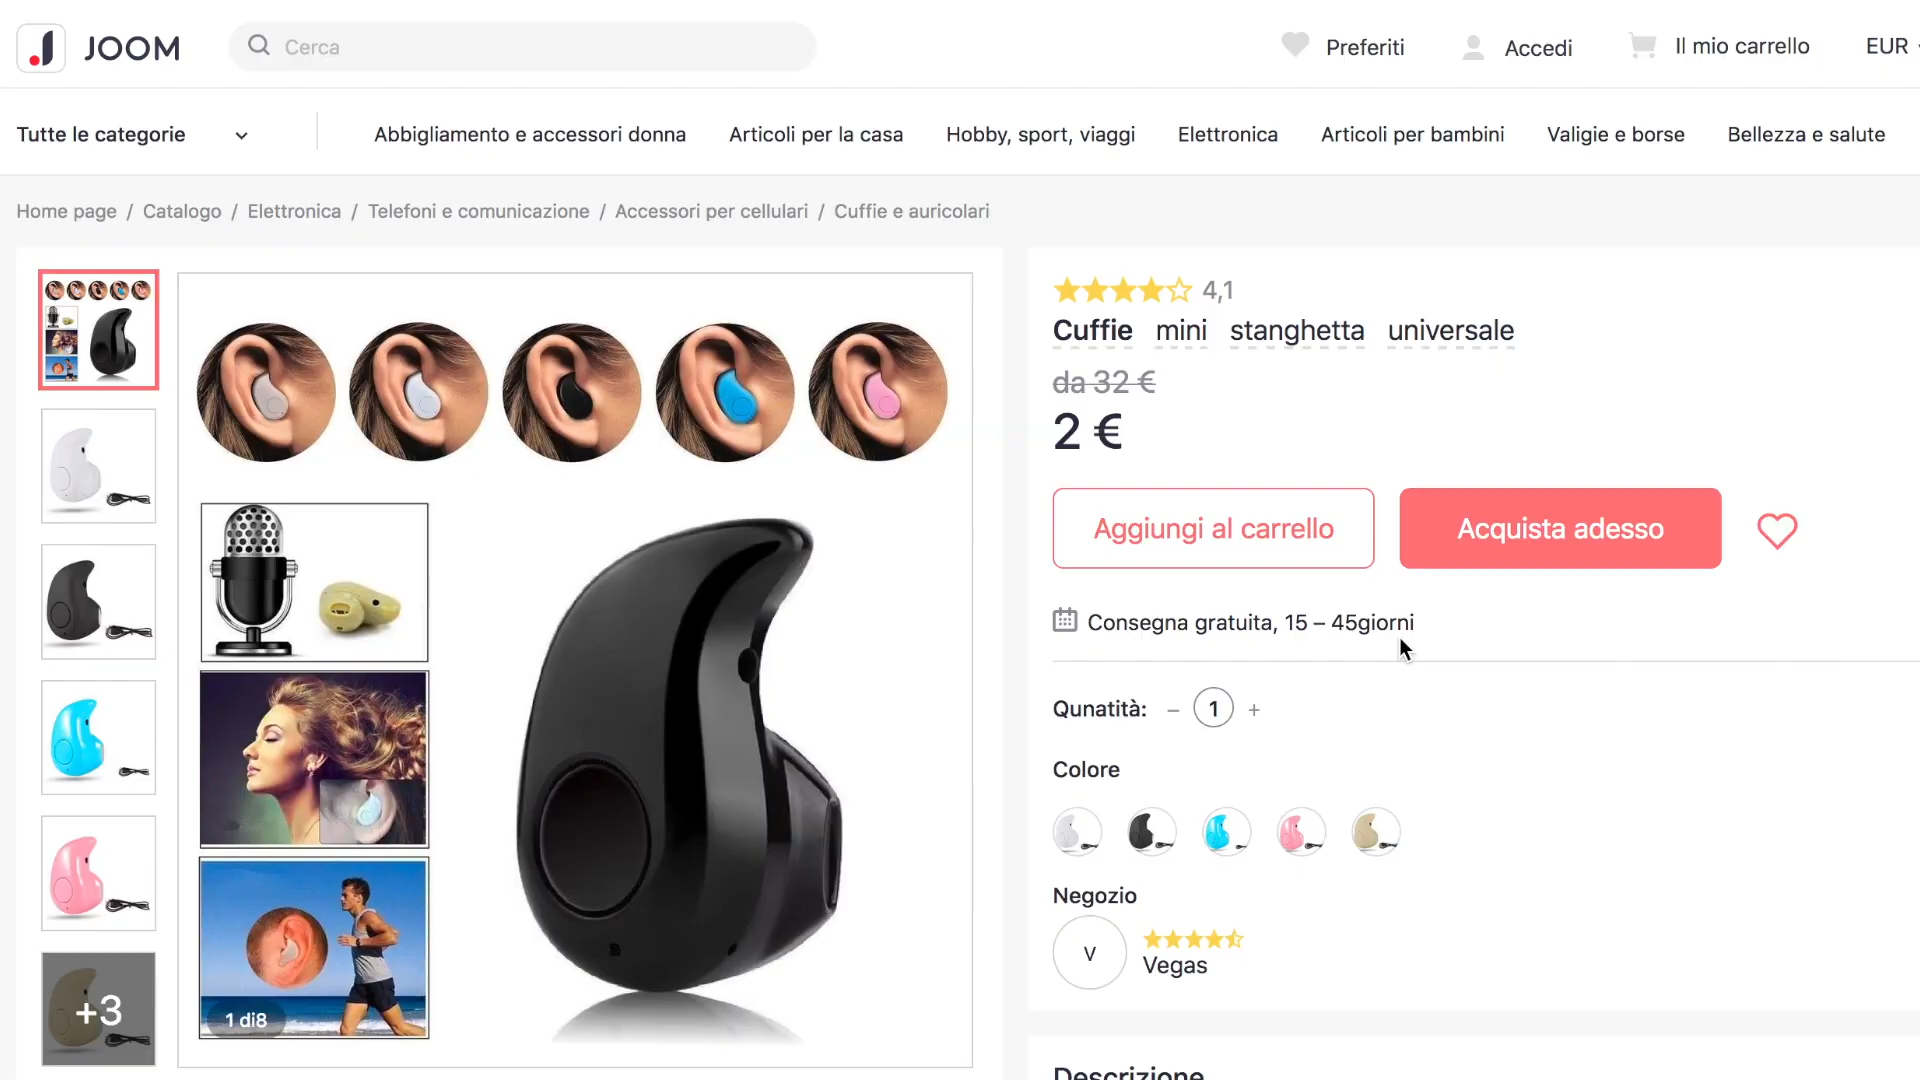 JOOM
Cerca
Preferiti
Accedi
Il mio carrello
EUR
Tutte le categorie
Abbigliamento e accessori donna
Articoli per la casa
Hobby, sport, viaggi
Elettronica
Articoli per bambini
Valigie e borse
Bellezza e salute
Home page / Catalogo / Elettronica / Telefoni e comunicazione / Accessori per cellulari / Cuffie e auricolari
4,1
Cuffie mini stanghetta universale
da 32 €
2 €
Aggiungi al carrello
Acquista adesso
Consegna gratuita, 15 – 45giorni
Qunatità: – 1 +
Colore
Negozio
V
Vegas
+3
1 di8
Descrizione